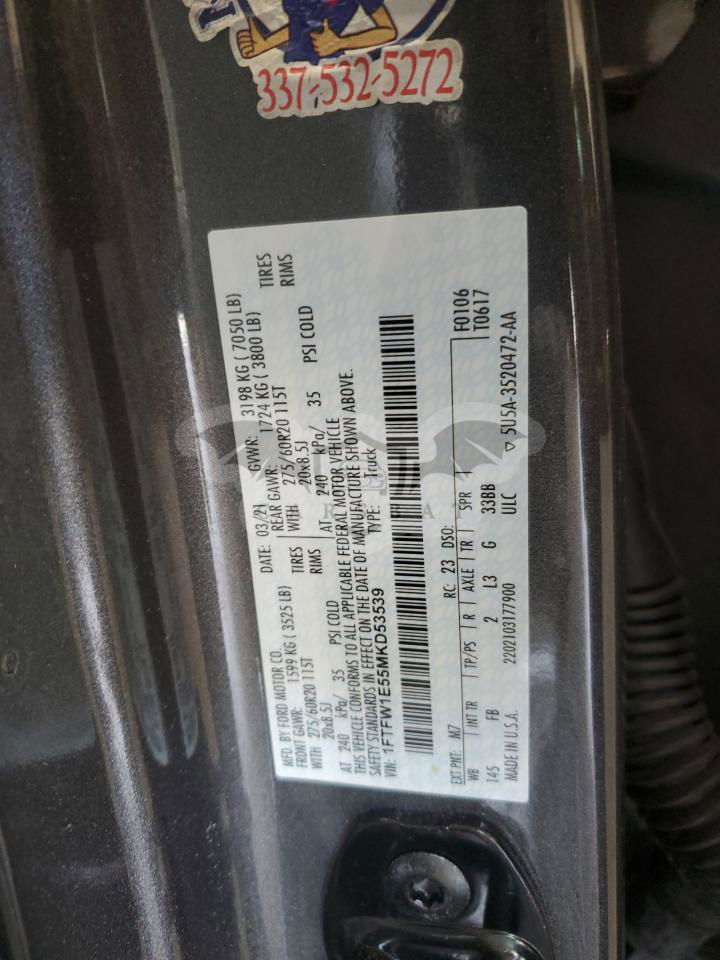 337-532-5272
MFD. BY FORD MOTOR CO.
DATE: 03/21 GVWR: 3198 KG ( 7050 LB)
FRONT GAWR: 1599 KG ( 3525 LB) REAR GAWR: 1724 KG ( 3800 LB)
WITH 275/60R20 115T TIRES WITH 275/60R20 115T TIRES
20x8.5J RIMS 20x8.5J RIMS
AT 240 kPa/ 35 PSI COLD AT 240 kPa/ 35 PSI COLD
THIS VEHICLE CONFORMS TO ALL APPLICABLE FEDERAL MOTOR VEHICLE
SAFETY STANDARDS IN EFFECT ON THE DATE OF MANUFACTURE SHOWN ABOVE.
VIN: 1FTFW1E55MKD53539 TYPE: Truck
F0106
EXT PNT: M7 RC: 23 DSO: T0617
WB INT TR TP/PS R AXLE TR SPR
145 FB 2 L3 G 33BB
MADE IN U.S.A. 2202103177900 ULC 5U5A-3520472-AA